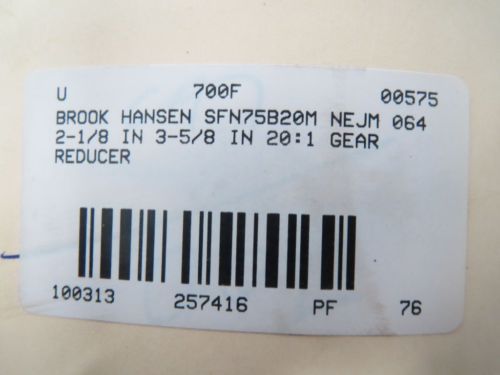 U 700F 00575
BROOK HANSEN SFN75B20M NEJM 064
2-1/8 IN 3-5/8 IN 20:1 GEAR
REDUCER
100313 257416 PF 76